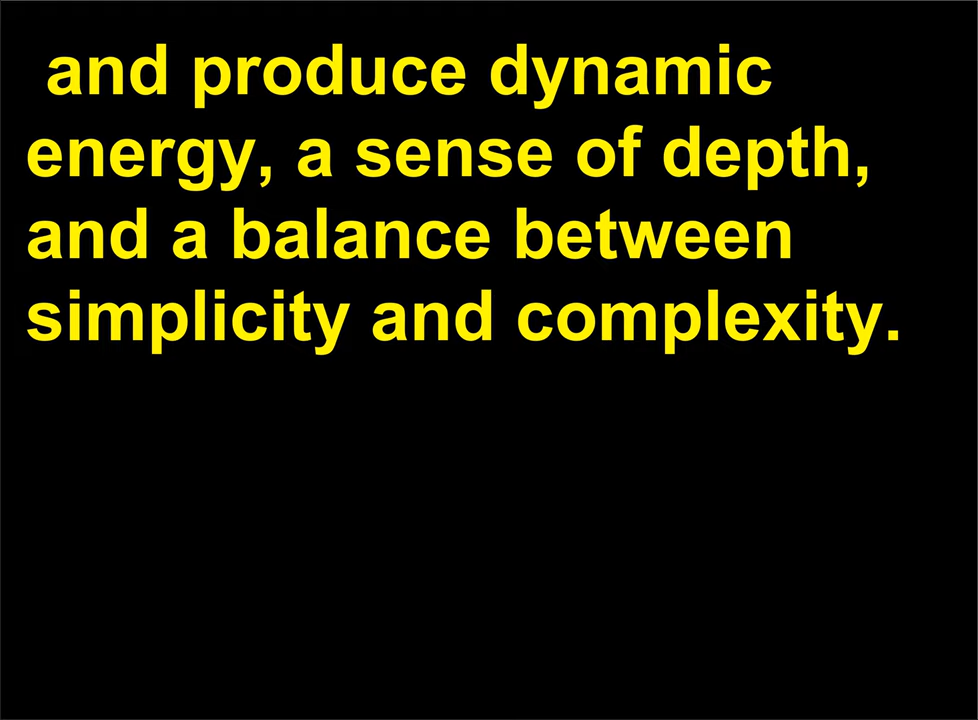 and produce dynamic
energy, a sense of depth,
and a balance between
simplicity and complexity.